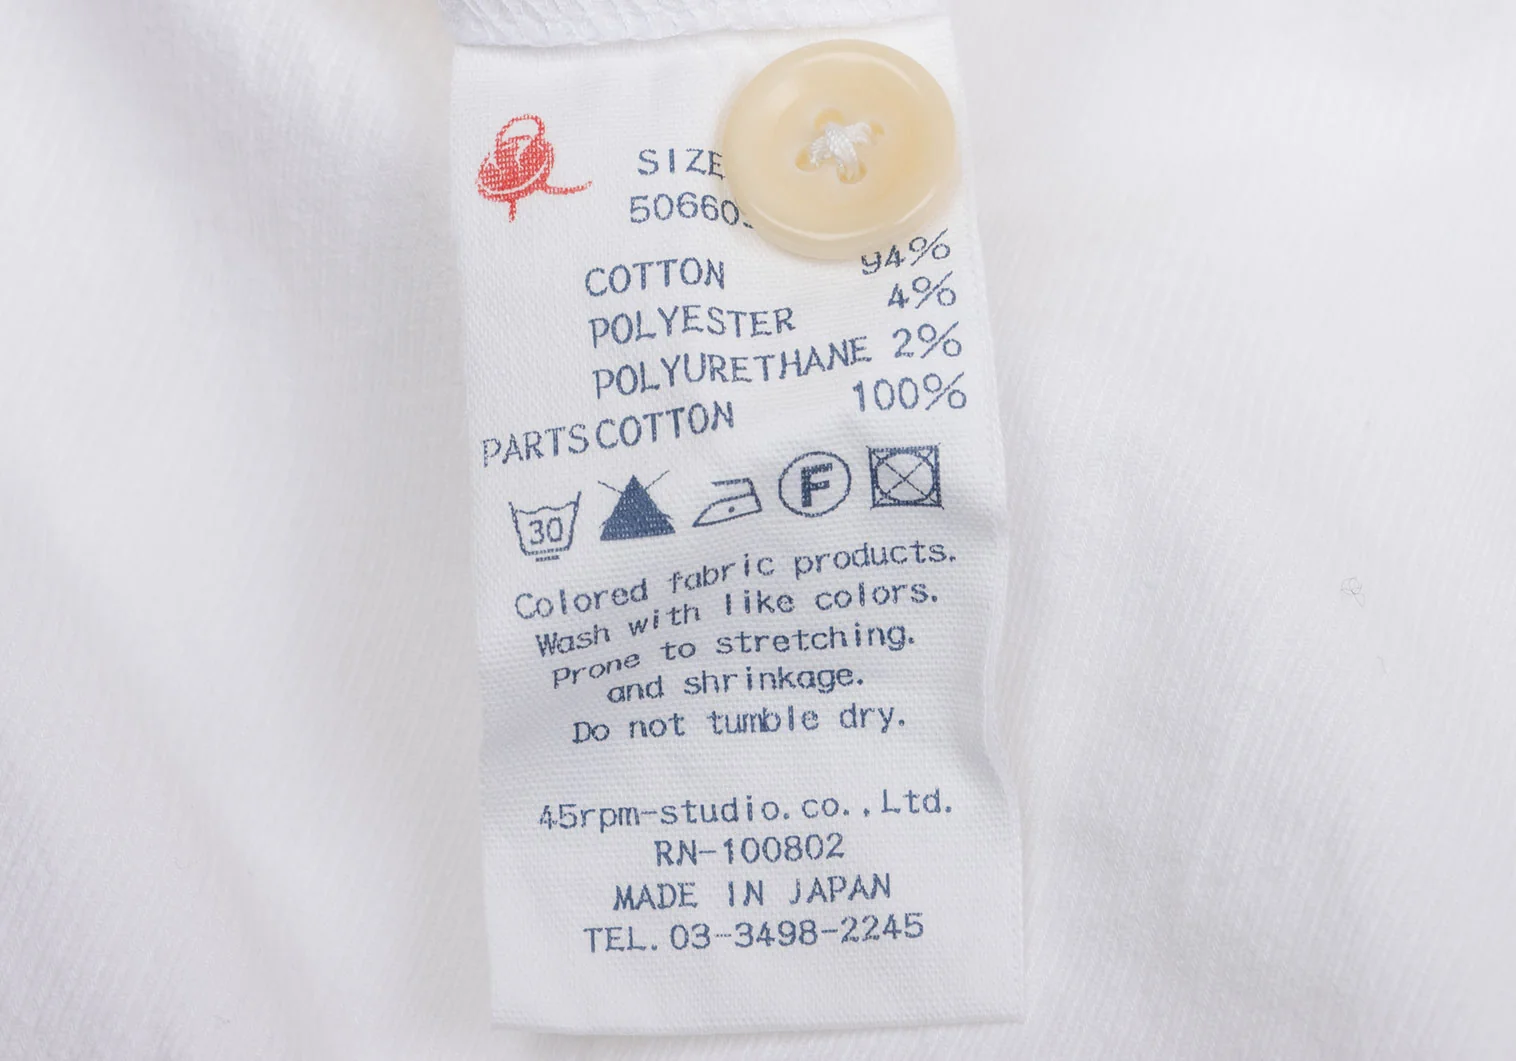 SIZE
COTTON 94%
POLYESTER 4%
POLYURETHANE 2%
PARTS COTTON 100%
30
F
Colored fabric products.
Wash with like colors.
Prone to stretching.
and shrinkage.
Do not tumble dry.
45rpm-studio.co.,Ltd.
RN-100802
MADE IN JAPAN
TEL.03-3498-2245